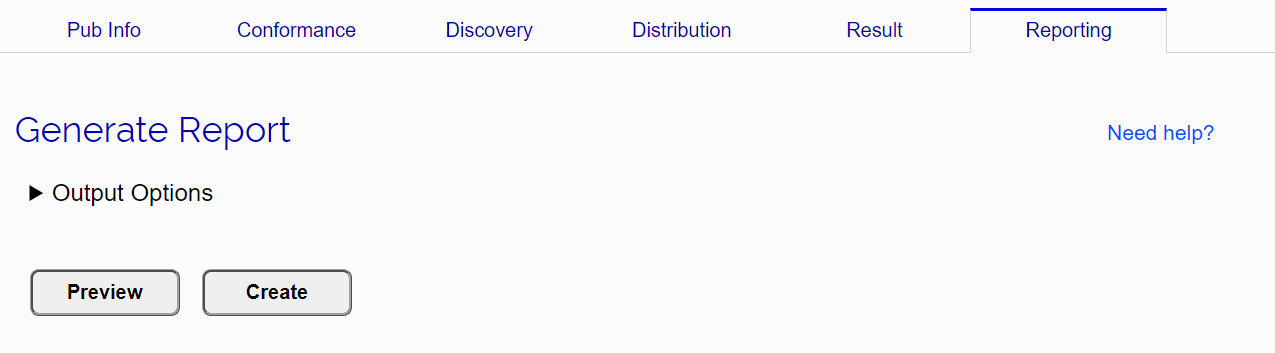 Pub Info Conformance Discovery Distribution Result Reporting
Generate Report Need help?
Output Options
Preview Create